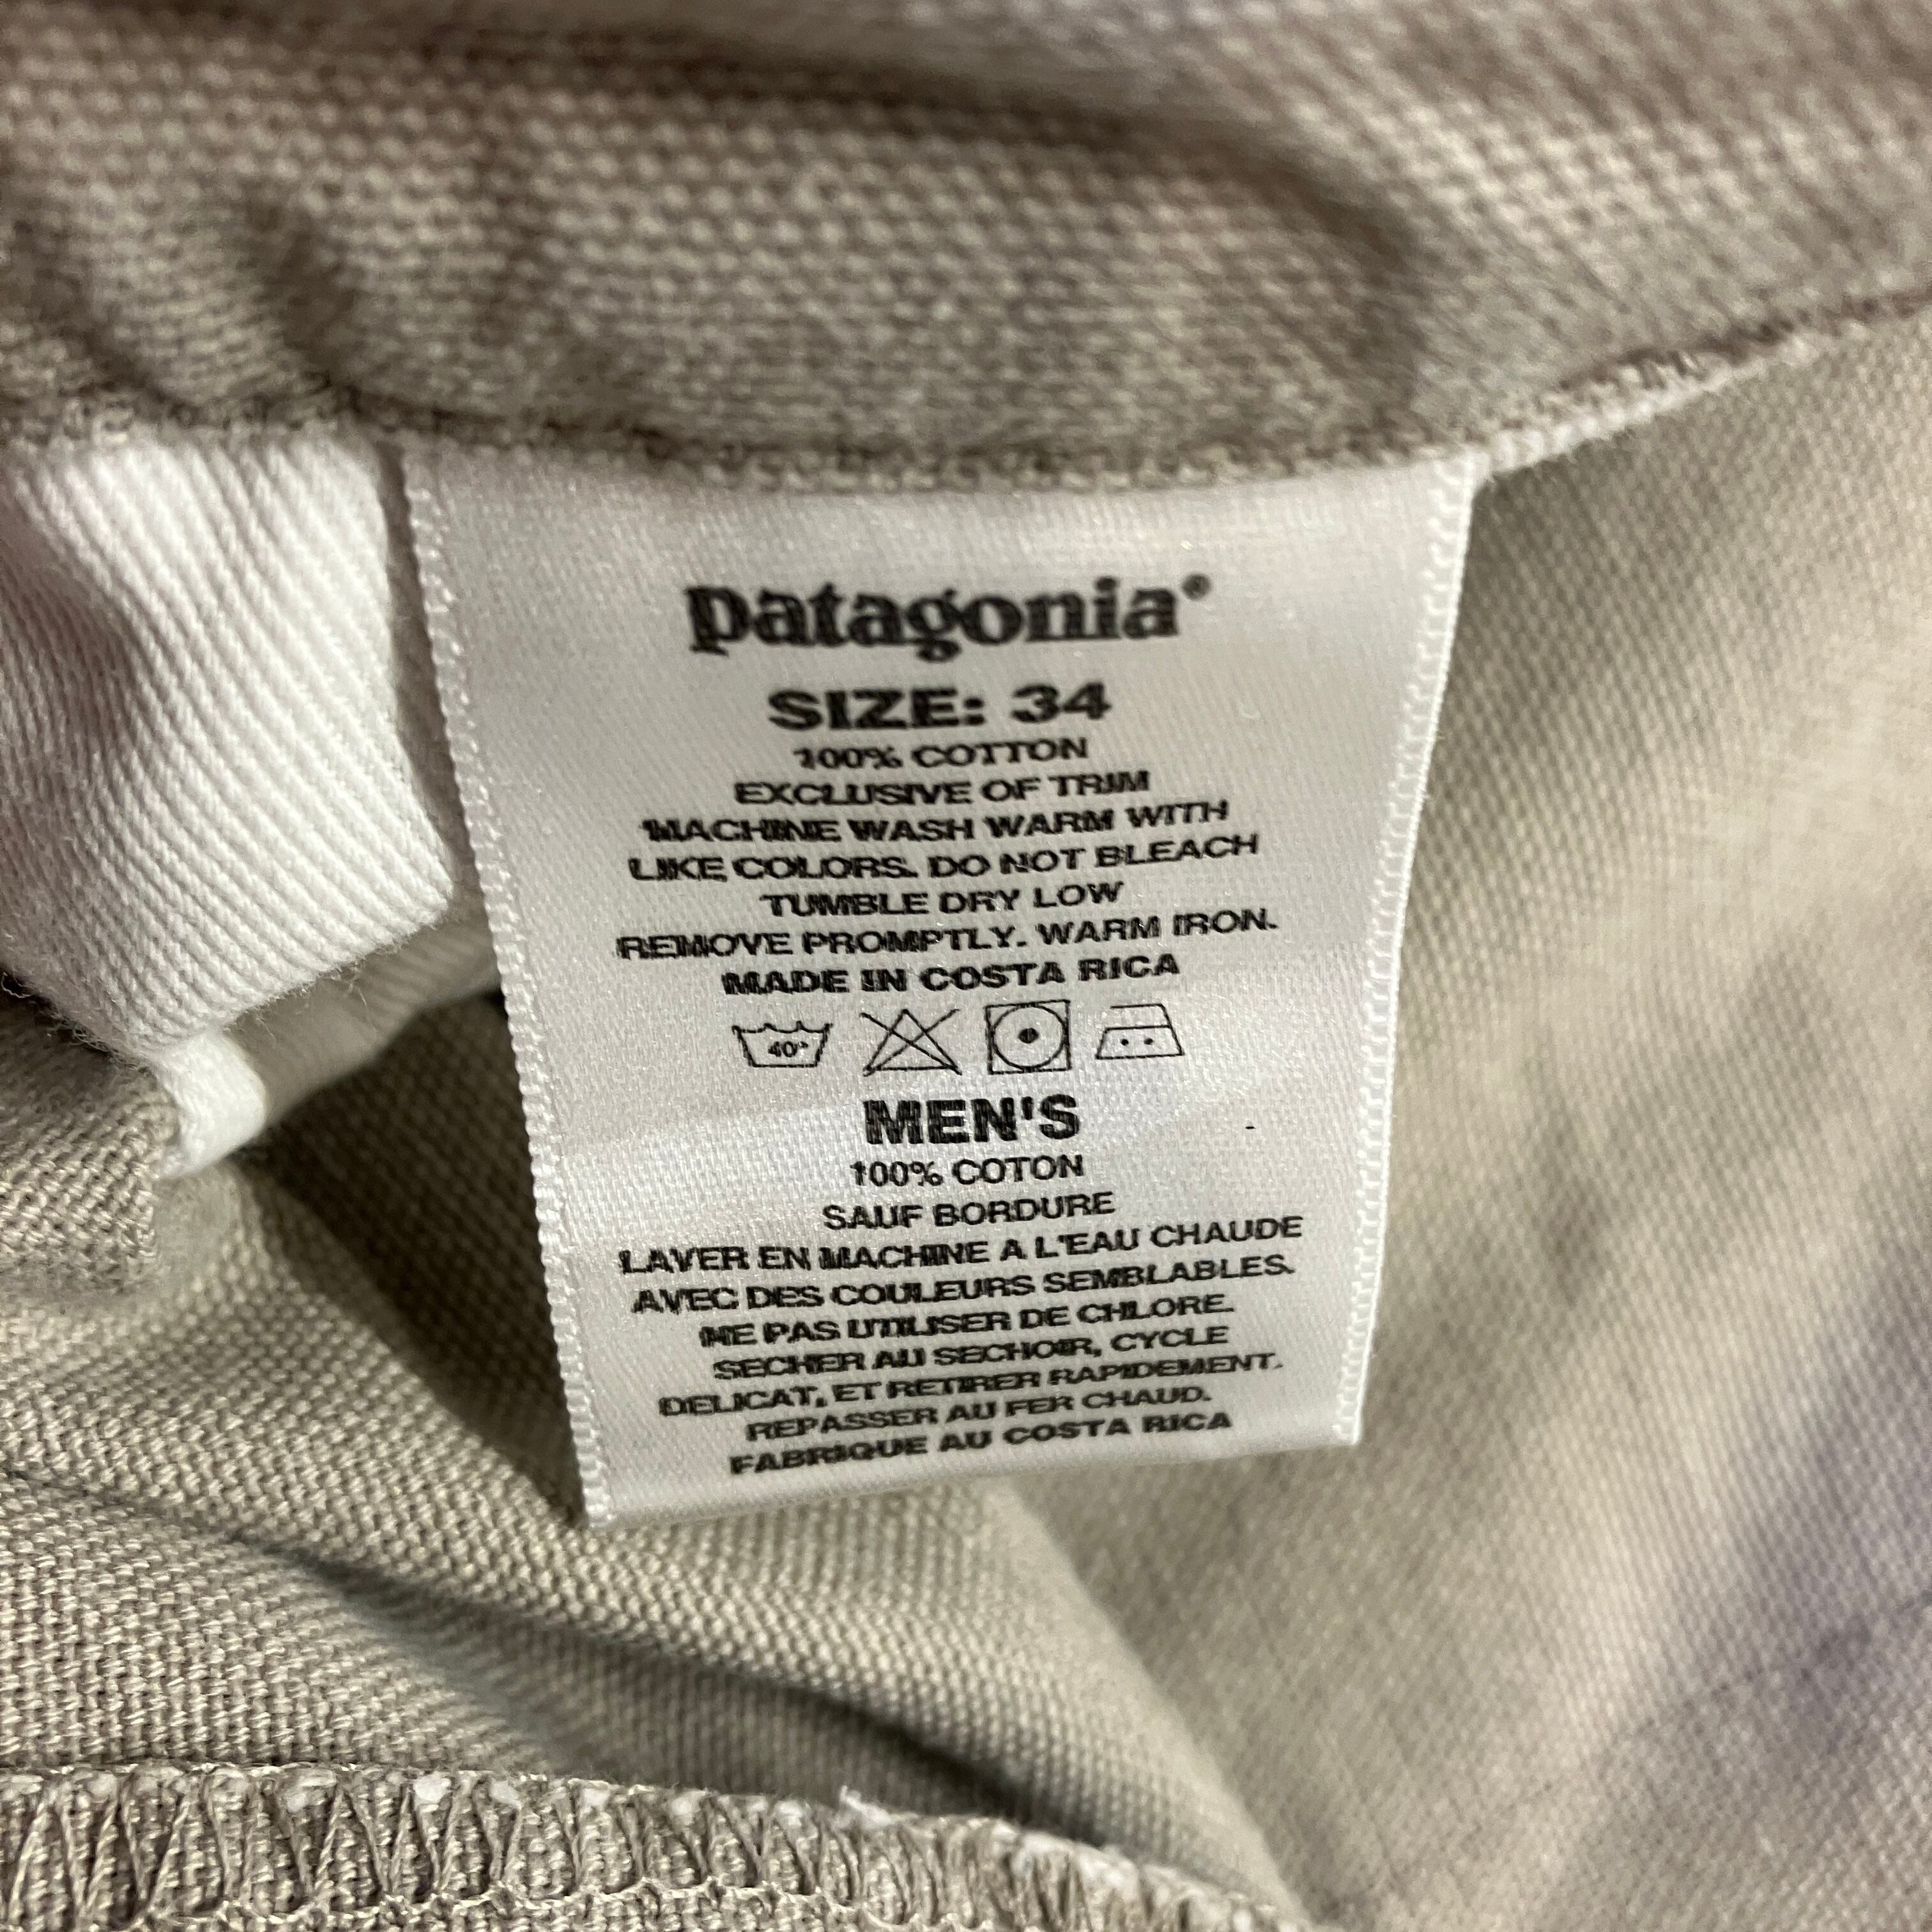 patagonia®
SIZE: 34
100% COTTON
EXCLUSIVE OF TRIM
MACHINE WASH WARM WITH
LIKE COLORS. DO NOT BLEACH
TUMBLE DRY LOW
REMOVE PROMPTLY. WARM IRON.
MADE IN COSTA RICA
40°
MEN'S
100% COTON
SAUF BORDURE
LAVER EN MACHINE A L'EAU CHAUDE
AVEC DES COULEURS SEMBLABLES.
NE PAS UTILISER DE CHLORE.
SECHER AU SECHOIR, CYCLE
DELICAT, ET RETIRER RAPIDEMENT.
REPASSER AU FER CHAUD.
FABRIQUE AU COSTA RICA